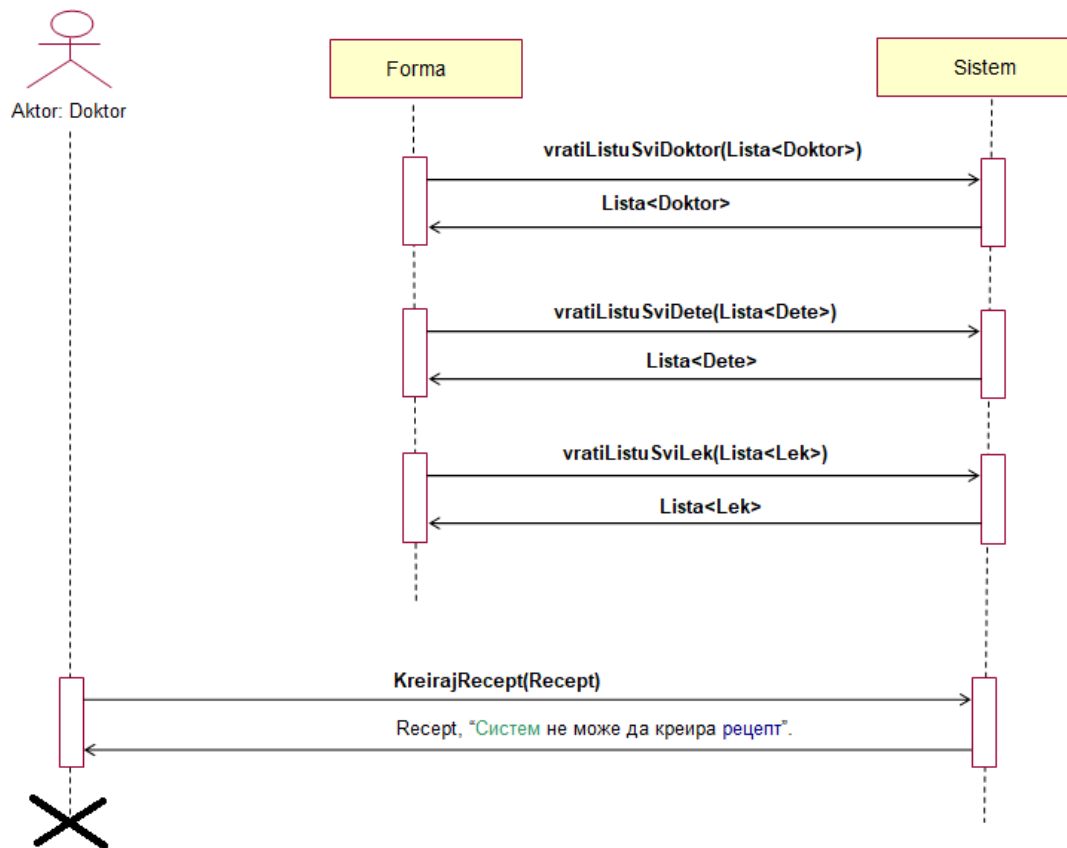 Forma
Sistem
Aktor: Doktor
vratiListuSviDoktor(Lista<Doktor>)
Lista<Doktor>
vratiListuSviDete(Lista<Dete>)
Lista<Dete>
vratiListuSviLek(Lista<Lek>)
Lista<Lek>
KreirajRecept(Recept)
Recept, “Систем не може да креира рецепт”.